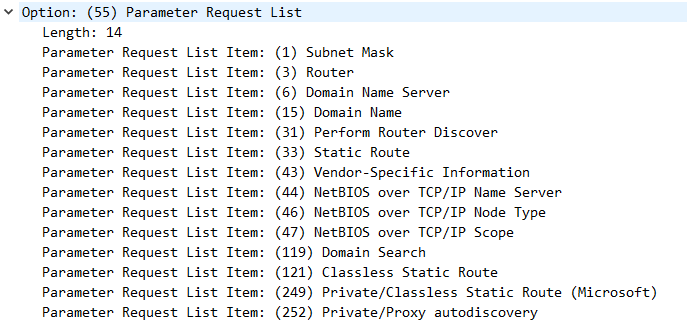 Option: (55) Parameter Request List
Length: 14
Parameter Request List Item: (1) Subnet Mask
Parameter Request List Item: (3) Router
Parameter Request List Item: (6) Domain Name Server
Parameter Request List Item: (15) Domain Name
Parameter Request List Item: (31) Perform Router Discover
Parameter Request List Item: (33) Static Route
Parameter Request List Item: (43) Vendor-Specific Information
Parameter Request List Item: (44) NetBIOS over TCP/IP Name Server
Parameter Request List Item: (46) NetBIOS over TCP/IP Node Type
Parameter Request List Item: (47) NetBIOS over TCP/IP Scope
Parameter Request List Item: (119) Domain Search
Parameter Request List Item: (121) Classless Static Route
Parameter Request List Item: (249) Private/Classless Static Route (Microsoft)
Parameter Request List Item: (252) Private/Proxy autodiscovery